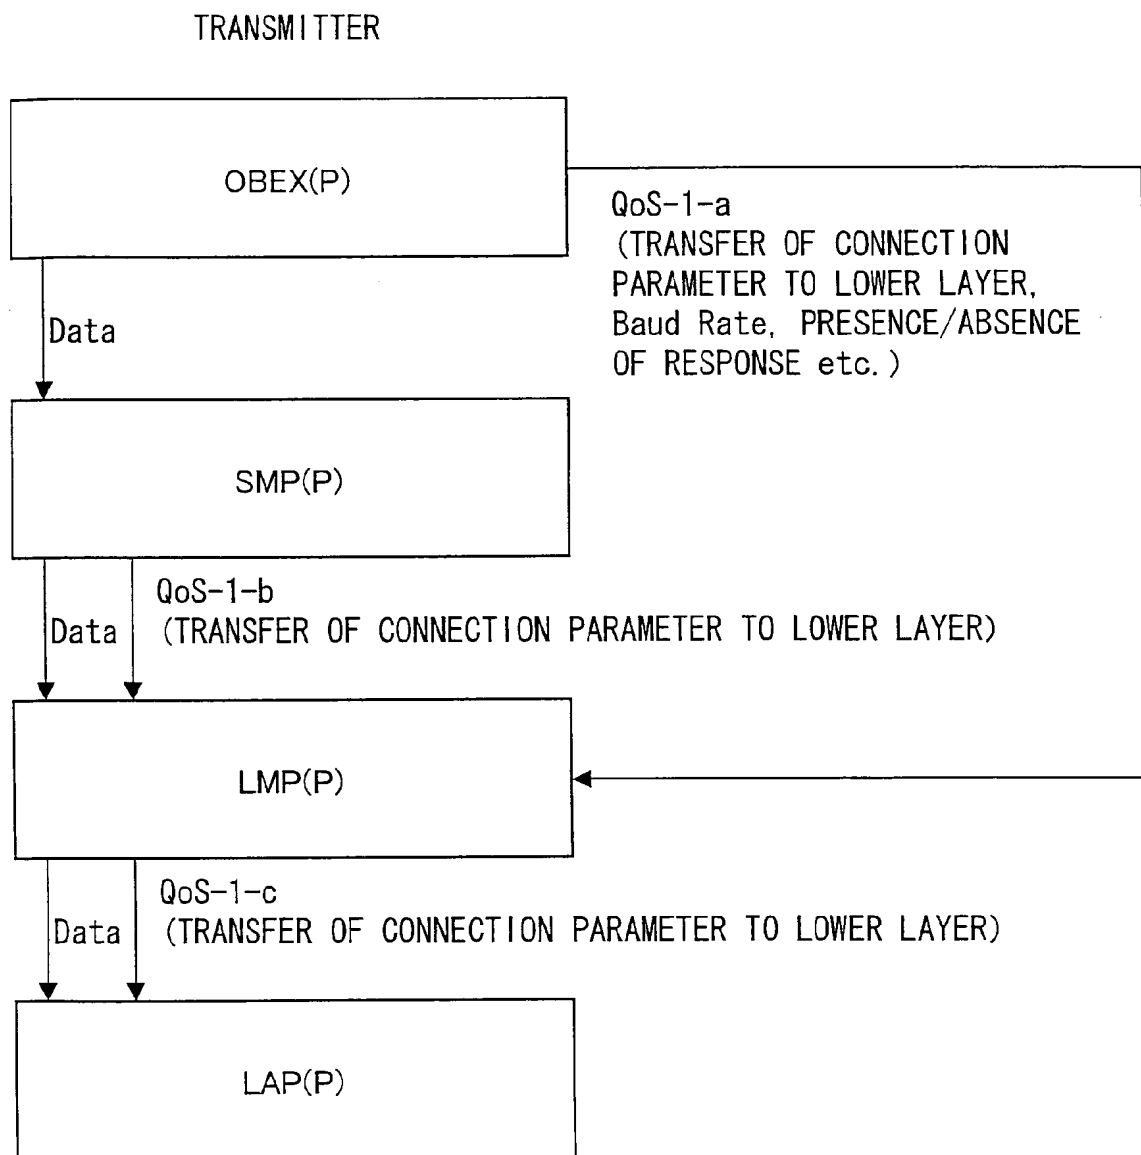 TRANSMITTER
OBEX(P)
QoS-1-a
(TRANSFER OF CONNECTION
PARAMETER TO LOWER LAYER,
Baud Rate, PRESENCE/ABSENCE
OF RESPONSE etc.)
Data
SMP(P)
QoS-1-b
Data
(TRANSFER OF CONNECTION PARAMETER TO LOWER LAYER)
LMP(P)
QoS-1-c
Data
(TRANSFER OF CONNECTION PARAMETER TO LOWER LAYER)
LAP(P)